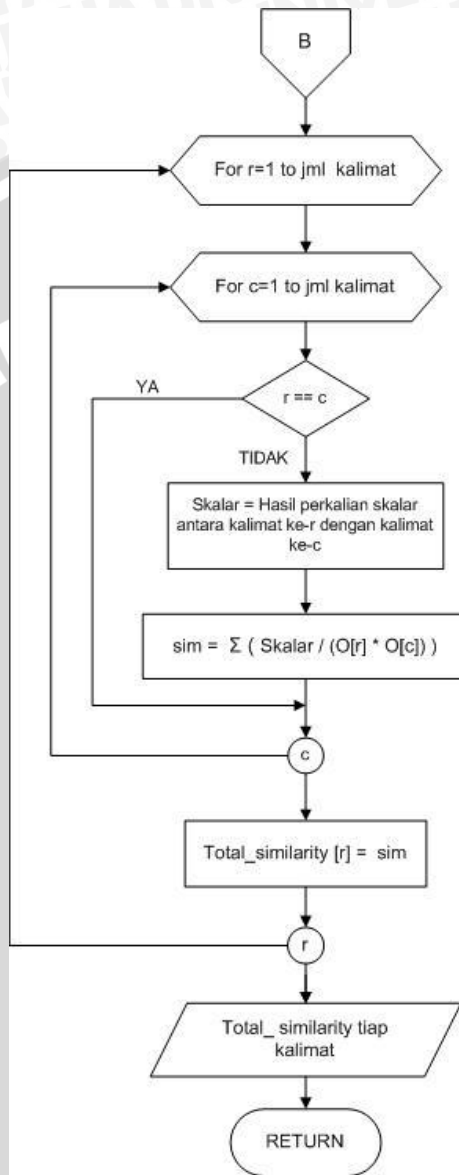 B
For r=1 to jml kalimat
For c=1 to jml kalimat
YA
r == c
TIDAK
Skalar = Hasil perkalian skalar
antara kalimat ke-r dengan kalimat
ke-c
sim = Σ ( Skalar / (O[r] * O[c]) )
c
Total_similarity [r] = sim
r
Total_ similarity tiap
kalimat
RETURN